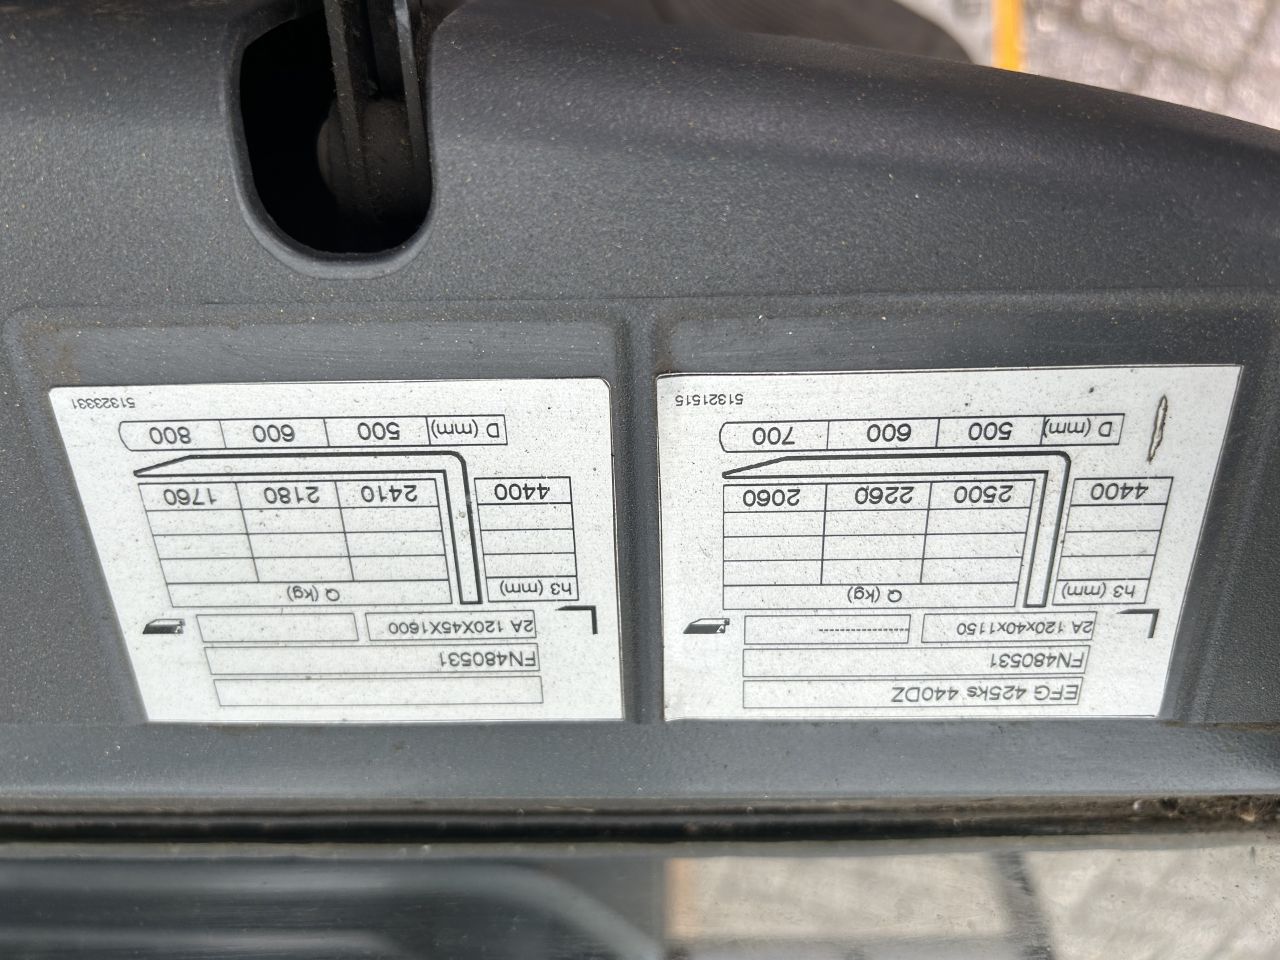 EFG 425ks 440DZ
FN480531
2A 120x40x1150 ------------
h3 (mm) Q (kg)
4400 2500 2260 2060
D (mm) 500 600 700
51321515
FN480531
2A 120X45X1600
h3 (mm) Q (kg)
4400 2410 2180 1760
D (mm) 500 600 800
51323331